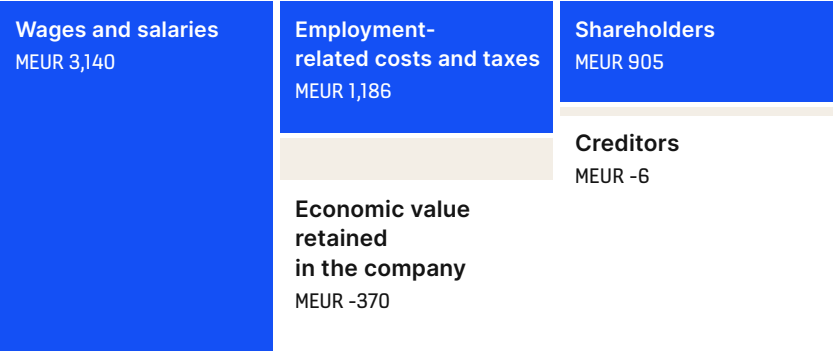 Wages and salaries
MEUR 3,140
Employment-
related costs and taxes
MEUR 1,186
Economic value
retained
in the company
MEUR -370
Shareholders
MEUR 905
Creditors
MEUR -6